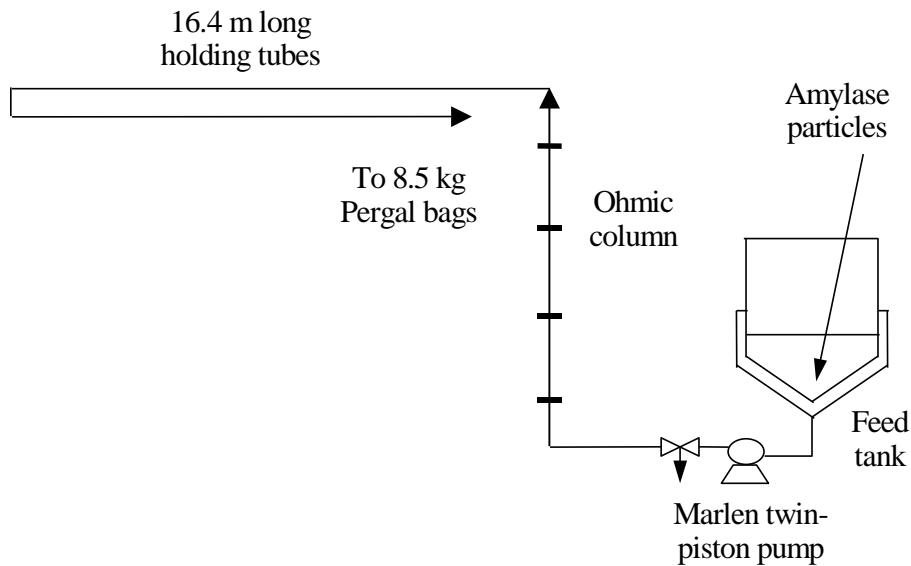 16.4 m long
holding tubes
Amylase
particles
To 8.5 kg
Pergal bags
Ohmic
column
Feed
tank
Marlen twin-
piston pump